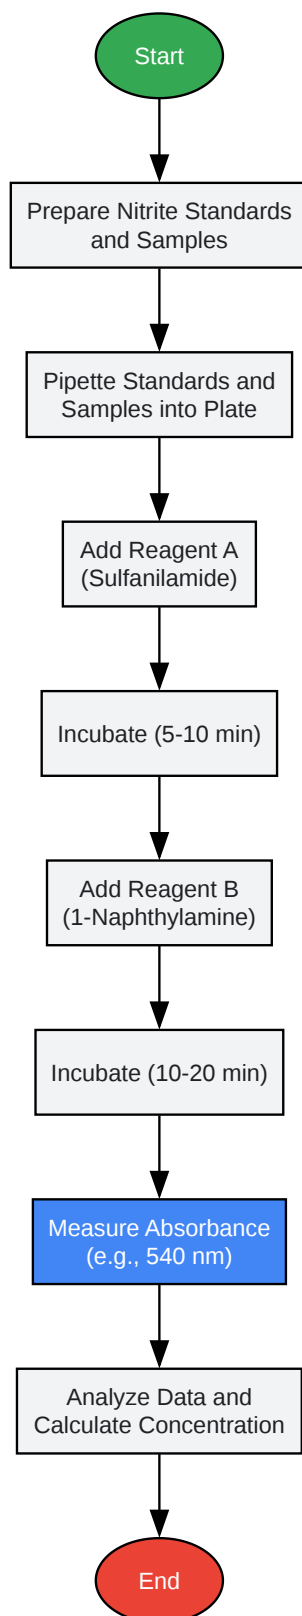 Start
Prepare Nitrite Standards
and Samples
Pipette Standards and
Samples into Plate
Add Reagent A
(Sulfanilamide)
Incubate (5-10 min)
Add Reagent B
(1-Naphthylamine)
Incubate (10-20 min)
Measure Absorbance
(e.g., 540 nm)
Analyze Data and
Calculate Concentration
End